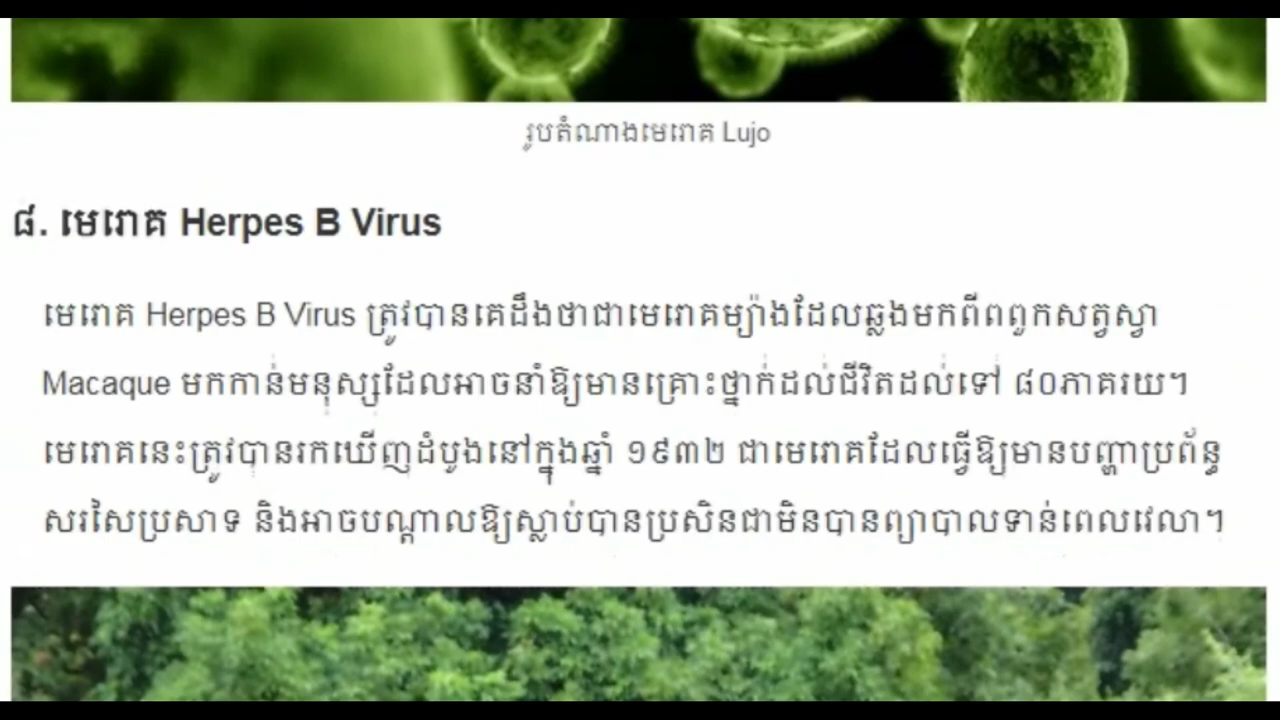 រូបតំណាងមេរោគ Lujo
៨. មេរោគ Herpes B Virus
មេរោគ Herpes B Virus ត្រូវបានគេដឹងថាជាមេរោគម្យ៉ាងដែលឆ្លងមកពីពពួកសត្វស្វា
Macaque មកកាន់មនុស្សដែលអាចនាំឱ្យមានគ្រោះថ្នាក់ដល់ជីវិតដល់ទៅ ៨០ភាគរយ។
មេរោគនេះត្រូវបានរកឃើញដំបូងនៅក្នុងឆ្នាំ ១៩៣២ ជាមេរោគដែលធ្វើឱ្យមានបញ្ហាប្រព័ន្ធ
សរសៃប្រសាទ និងអាចបណ្តាលឱ្យស្លាប់បានប្រសិនជាមិនបានព្យាបាលទាន់ពេលវេលា។